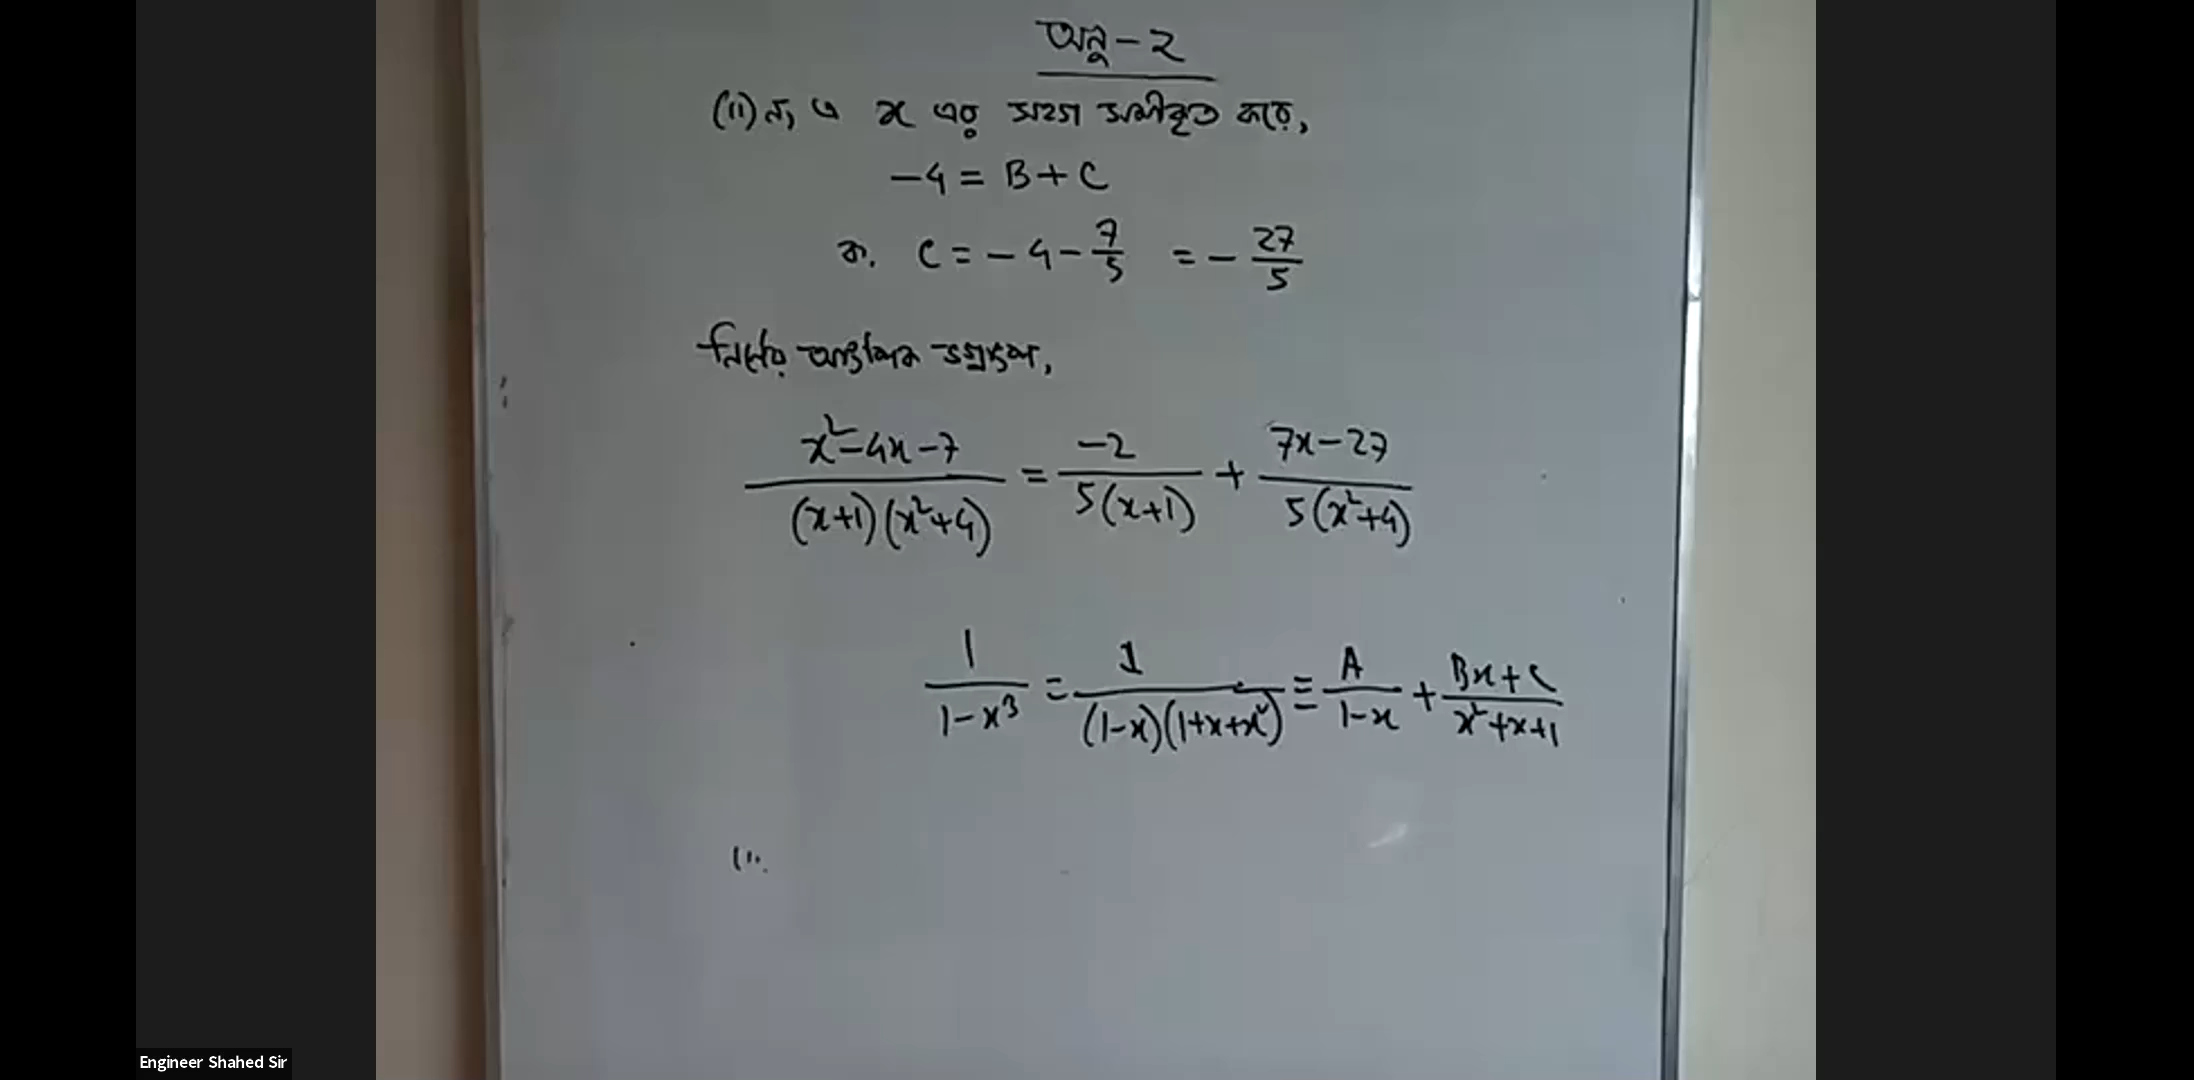 অনু-২
(ii) নং এ x এর সহগ সমীকৃত করে,
-4 = B + C
বা, C = -4 - 7/5 = - 27/5
নির্ণেয় আংশিক ভগ্নাংশ,
(x²-4x-7)/((x+1)(x²+4)) = -2/(5(x+1)) + (7x-27)/(5(x²+4))
1/(1-x³) = 1/((1-x)(1+x+x²)) ≡ A/(1-x) + (Bx+C)/(x²+x+1)
Engineer Shahed Sir